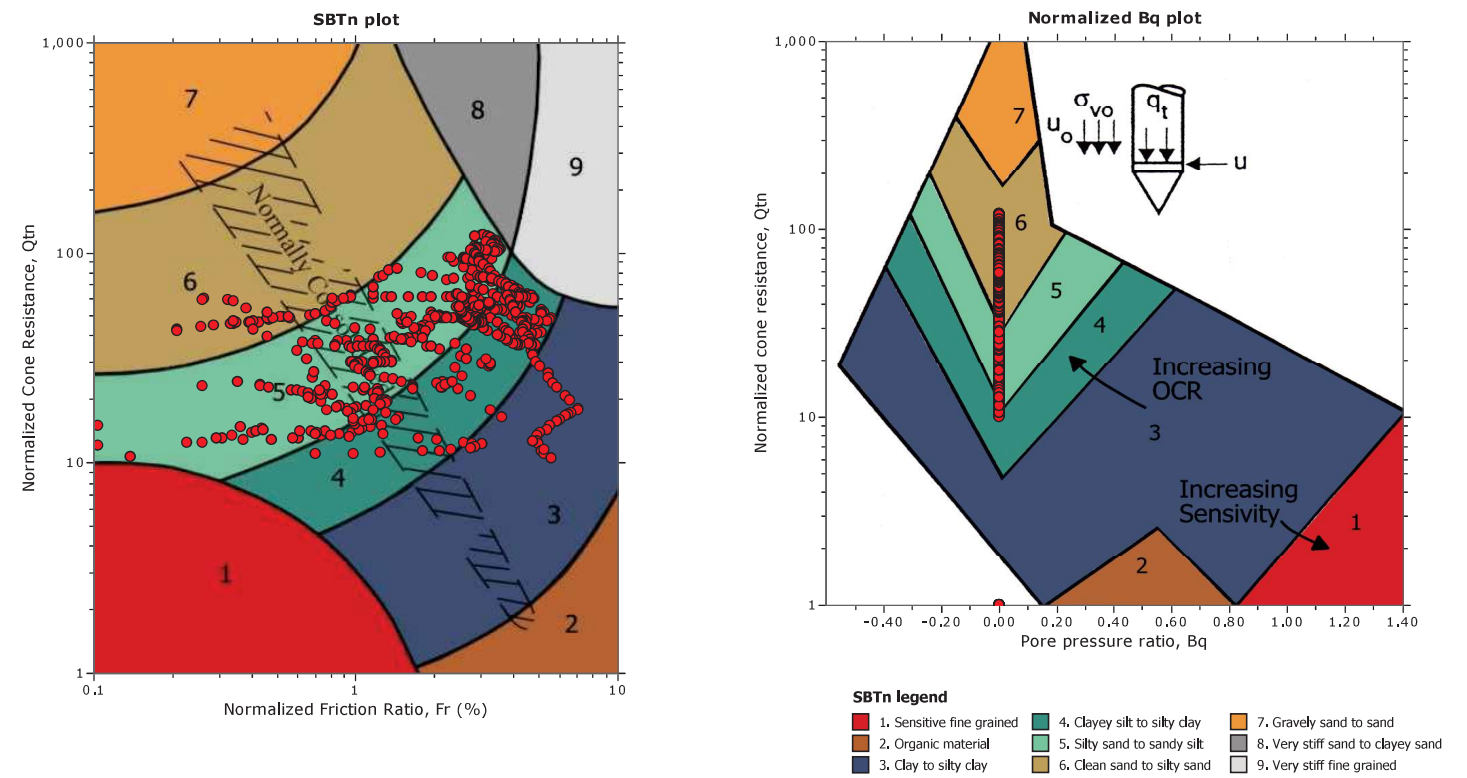 SBTn plot
1,000
100
10
1
0.1
1
10
Normalized Cone Resistance, Qtn
Normalized Friction Ratio, Fr (%)
7
8
9
6
5
4
3
1
2
Normally
Normalized Bq plot
1,000
100
10
1
-0.40
-0.20
0.00
0.20
0.40
0.60
0.80
1.00
1.20
1.40
Normalized cone resistance, Qtn
Pore pressure ratio, Bq
σvo
qt
uo
u
7
6
5
4
3
2
1
Increasing
OCR
Increasing
Sensivity
SBTn legend
1. Sensitive fine grained
2. Organic material
3. Clay to silty clay
4. Clayey silt to silty clay
5. Silty sand to sandy silt
6. Clean sand to silty sand
7. Gravely sand to sand
8. Very stiff sand to clayey sand
9. Very stiff fine grained